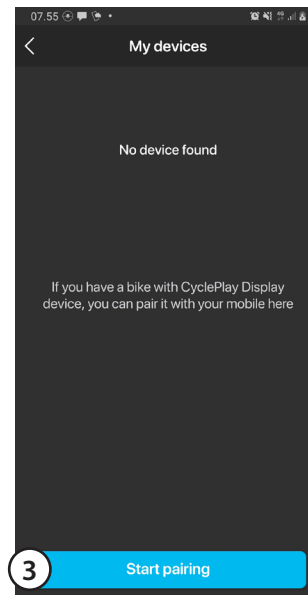 07.55
My devices
No device found
If you have a bike with CyclePlay Display
device, you can pair it with your mobile here
3 Start pairing